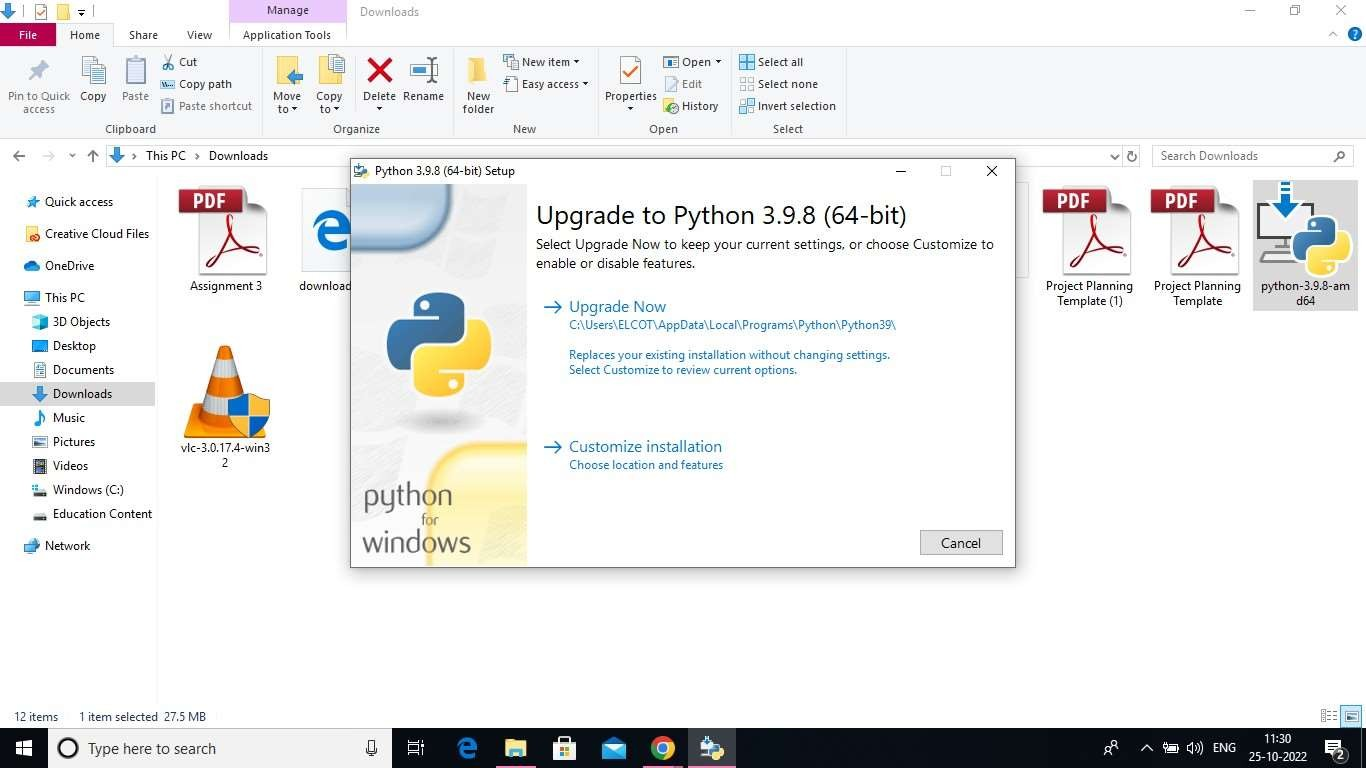 Manage
Downloads
File
Home
Share
View
Application Tools
Pin to Quick
access
Copy
Paste
Cut
Copy path
Paste shortcut
Move
to
Copy
to
Delete
Rename
New
folder
New item
Easy access
Properties
Open
Edit
History
Select all
Select none
Invert selection
Clipboard
Organize
New
Open
Select
This PC
Downloads
Search Downloads
Quick access
Creative Cloud Files
OneDrive
This PC
3D Objects
Desktop
Documents
Downloads
Music
Pictures
Videos
Windows (C:)
Education Content
Network
PDF
Assignment 3
download
vlc-3.0.17.4-win3
2
Python 3.9.8 (64-bit) Setup
Upgrade to Python 3.9.8 (64-bit)
Select Upgrade Now to keep your current settings, or choose Customize to
enable or disable features.
Upgrade Now
C:\Users\ELCOT\AppData\Local\Programs\Python\Python39\
Replaces your existing installation without changing settings.
Select Customize to review current options.
Customize installation
Choose location and features
python
for
windows
Cancel
PDF
Project Planning
Template (1)
PDF
Project Planning
Template
python-3.9.8-am
d64
12 items
1 item selected 27.5 MB
Type here to search
ENG
11:30
25-10-2022
2